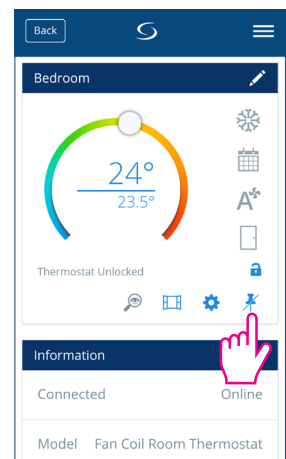 Back
Bedroom
24°
23.5°
A
Thermostat Unlocked
Information
Connected Online
Model Fan Coil Room Thermostat